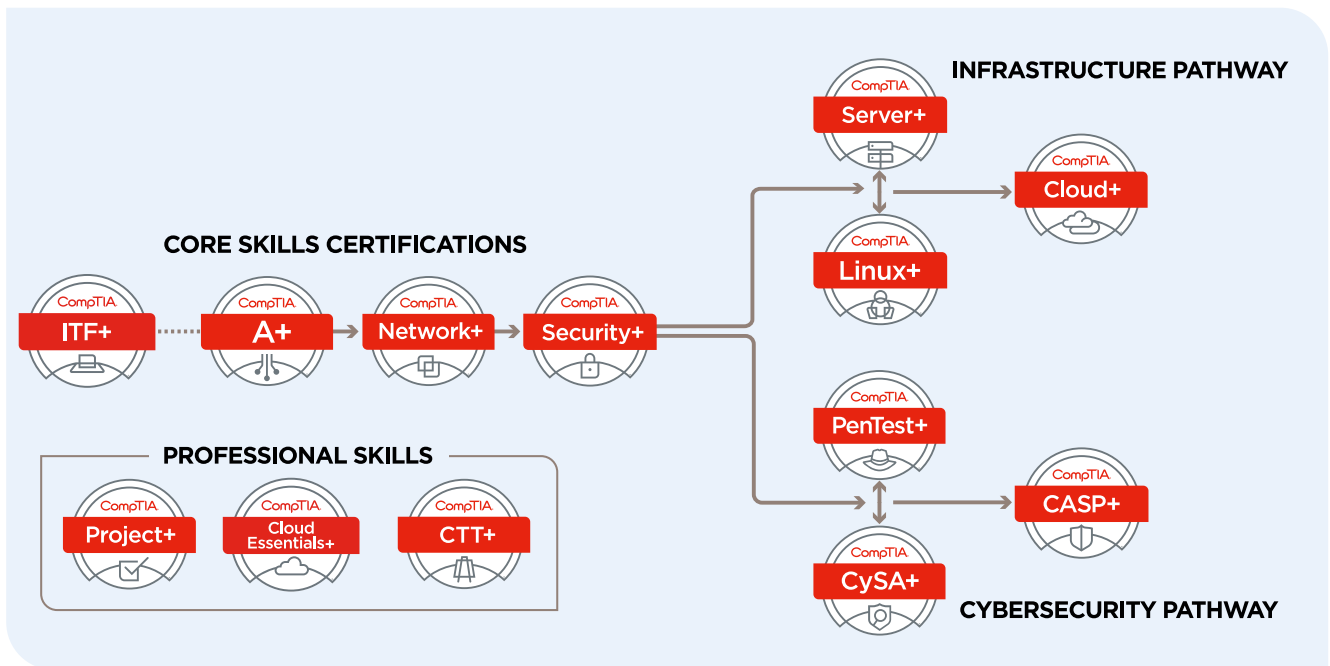 CORE SKILLS CERTIFICATIONS
CompTIA.
ITF+
CompTIA.
A+
CompTIA.
Network+
CompTIA.
Security+
PROFESSIONAL SKILLS
CompTIA.
Project+
CompTIA.
Cloud
Essentials+
CompTIA.
CTT+
INFRASTRUCTURE PATHWAY
CompTIA.
Server+
CompTIA.
Linux+
CompTIA.
Cloud+
CompTIA.
PenTest+
CompTIA.
CySA+
CompTIA.
CASP+
CYBERSECURITY PATHWAY